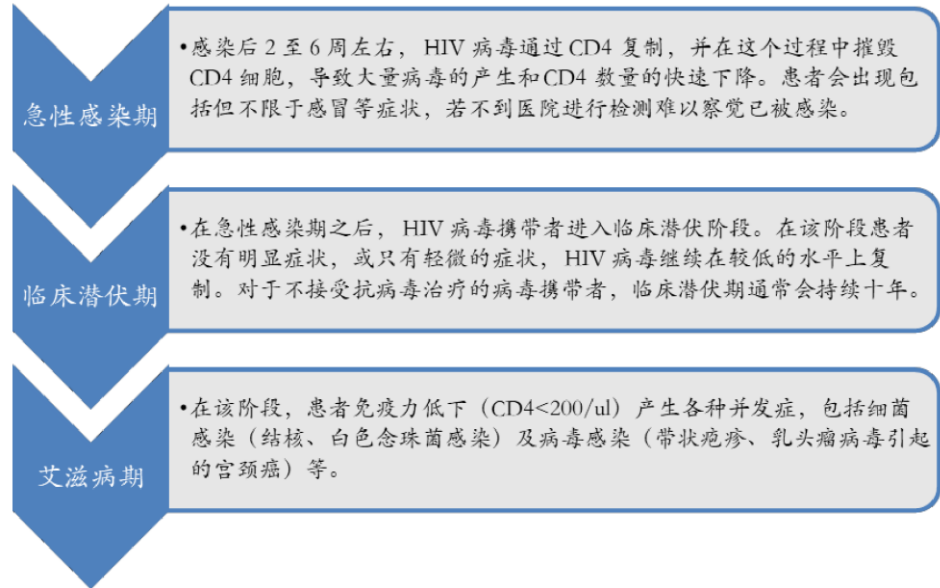 急性感染期
•感染后2至6周左右，HIV 病毒通过CD4 复制，并在这个过程中摧毁
CD4 细胞，导致大量病毒的产生和CD4 数量的快速下降。患者会出现包
括但不限于感冒等症状，若不到医院进行检测难以察觉已被感染。
临床潜伏期
•在急性感染期之后，HIV 病毒携带者进入临床潜伏阶段。在该阶段患者
没有明显症状，或只有轻微的症状，HIV 病毒继续在较低的水平上复
制。对于不接受抗病毒治疗的病毒携带者，临床潜伏期通常会持续十年。
艾滋病期
•在该阶段，患者免疫力低下（CD4<200/ul）产生各种并发症，包括细菌
感染（结核、白色念珠菌感染）及病毒感染（带状疱疹、乳头瘤病毒引起
的宫颈癌）等。